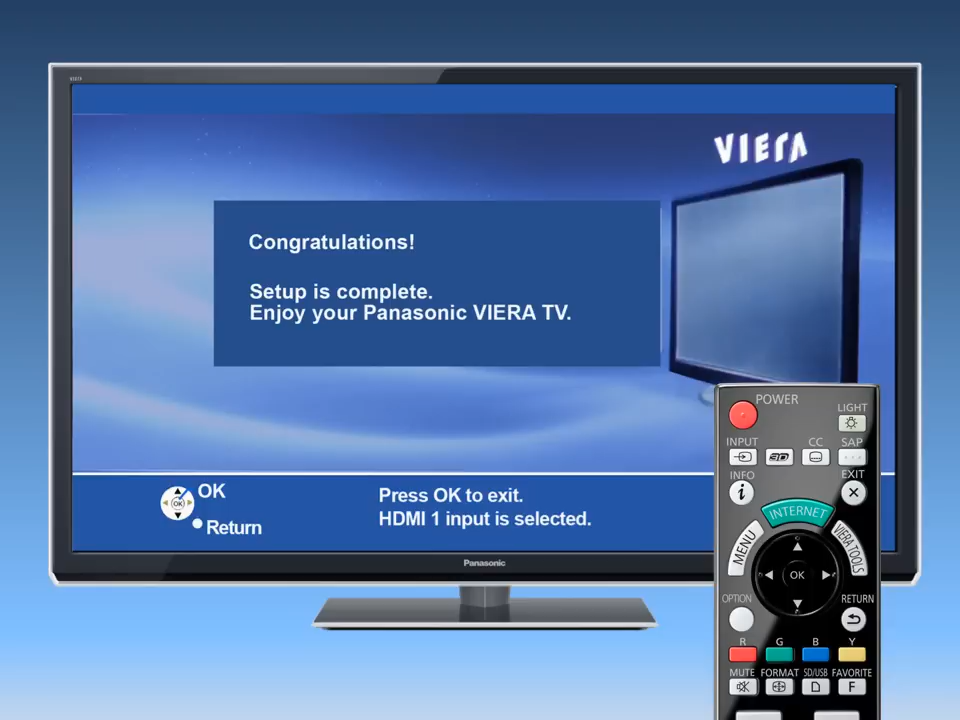 VIERA
VIERA
Congratulations!
Setup is complete.
Enjoy your Panasonic VIERA TV.
OK
OK
Return
Press OK to exit.
HDMI 1 input is selected.
Panasonic
POWER
LIGHT
INPUT
3D
CC
SAP
INFO
i
EXIT
INTERNET
MENU
VIERA TOOLS
OK
OPTION
RETURN
R G B Y
MUTE FORMAT SD/USB FAVORITE
F